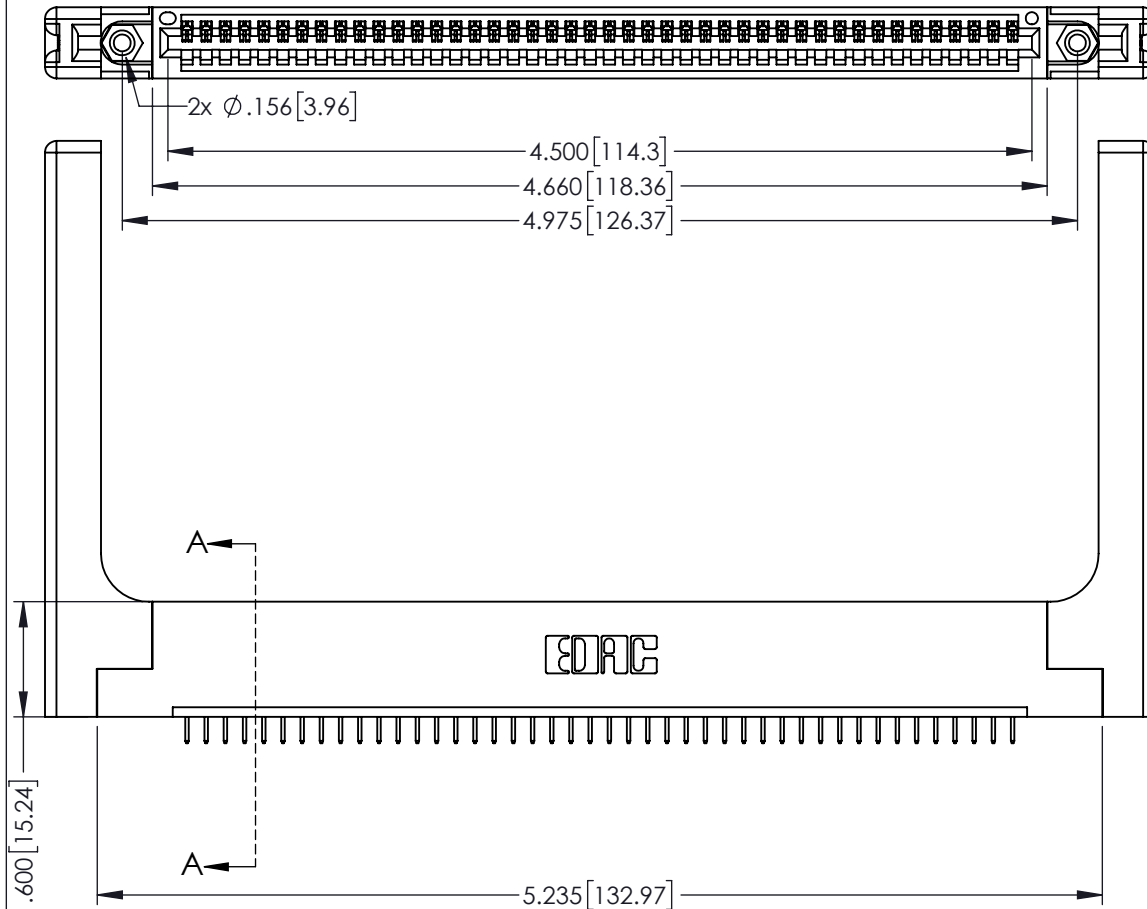 2x ∅.156[3.96]
4.500[114.3]
4.660[118.36]
4.975[126.37]
A
EDAC
.600[15.24]
A
5.235[132.97]